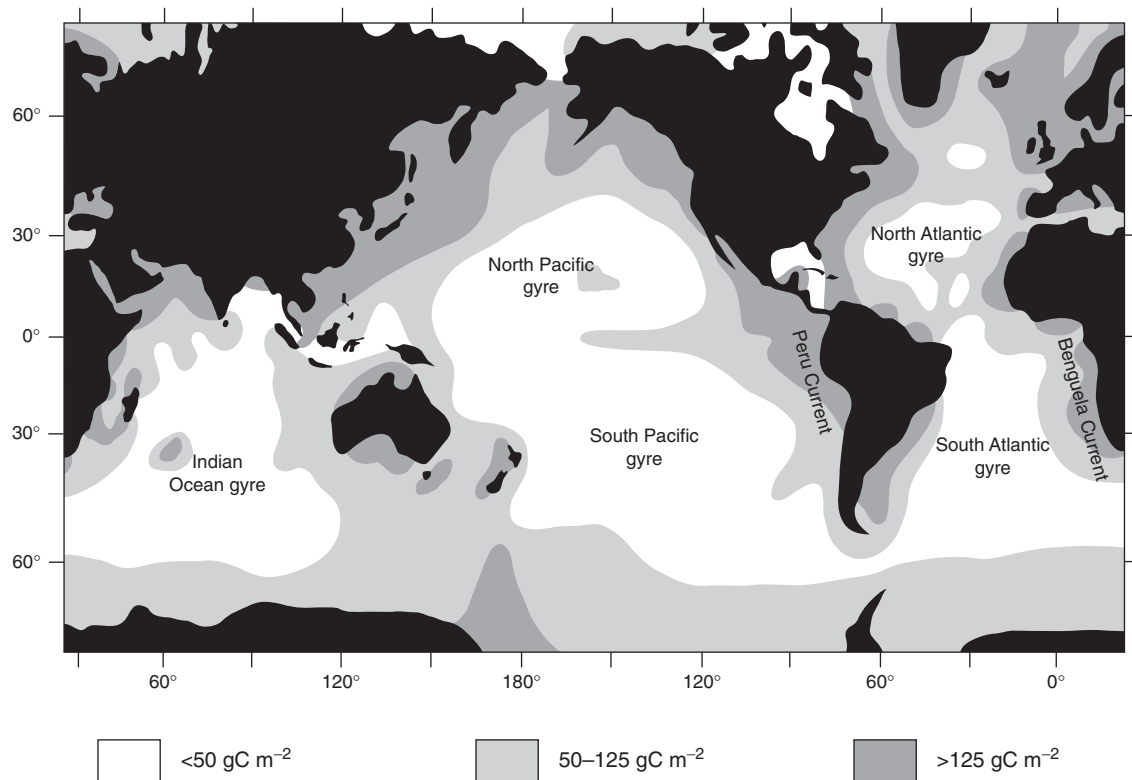 60°
30°
0°
30°
60°
North Pacific
gyre
North Atlantic
gyre
Peru Current
Benguela Current
South Pacific
gyre
South Atlantic
gyre
Indian
Ocean gyre
60°
120°
180°
120°
60°
0°
<50 gC m⁻²
50–125 gC m⁻²
>125 gC m⁻²